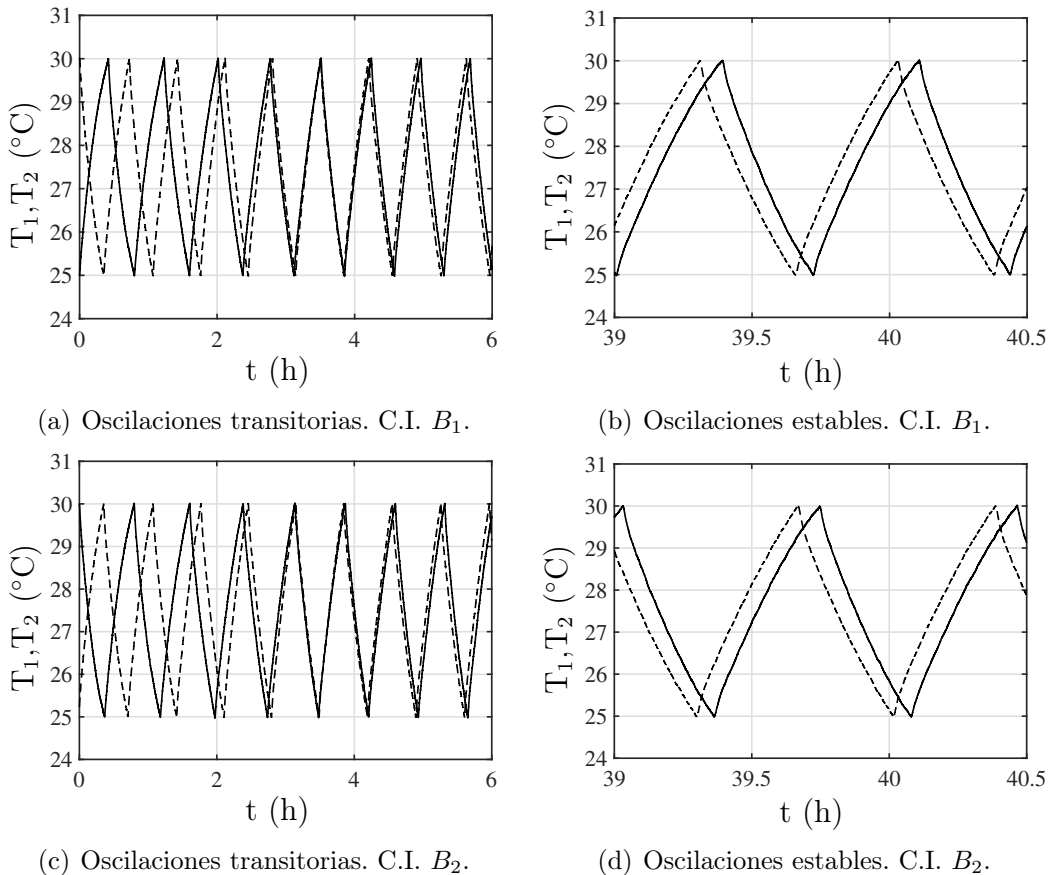 31
30
29
28
27
26
25
24
T₁,T₂ (°C)
0 2 4 6
t (h)
(a) Oscilaciones transitorias. C.I. B₁.
31
30
29
28
27
26
25
24
T₁,T₂ (°C)
39 39.5 40 40.5
t (h)
(b) Oscilaciones estables. C.I. B₁.
31
30
29
28
27
26
25
24
T₁,T₂ (°C)
0 2 4 6
t (h)
(c) Oscilaciones transitorias. C.I. B₂.
31
30
29
28
27
26
25
24
T₁,T₂ (°C)
39 39.5 40 40.5
t (h)
(d) Oscilaciones estables. C.I. B₂.